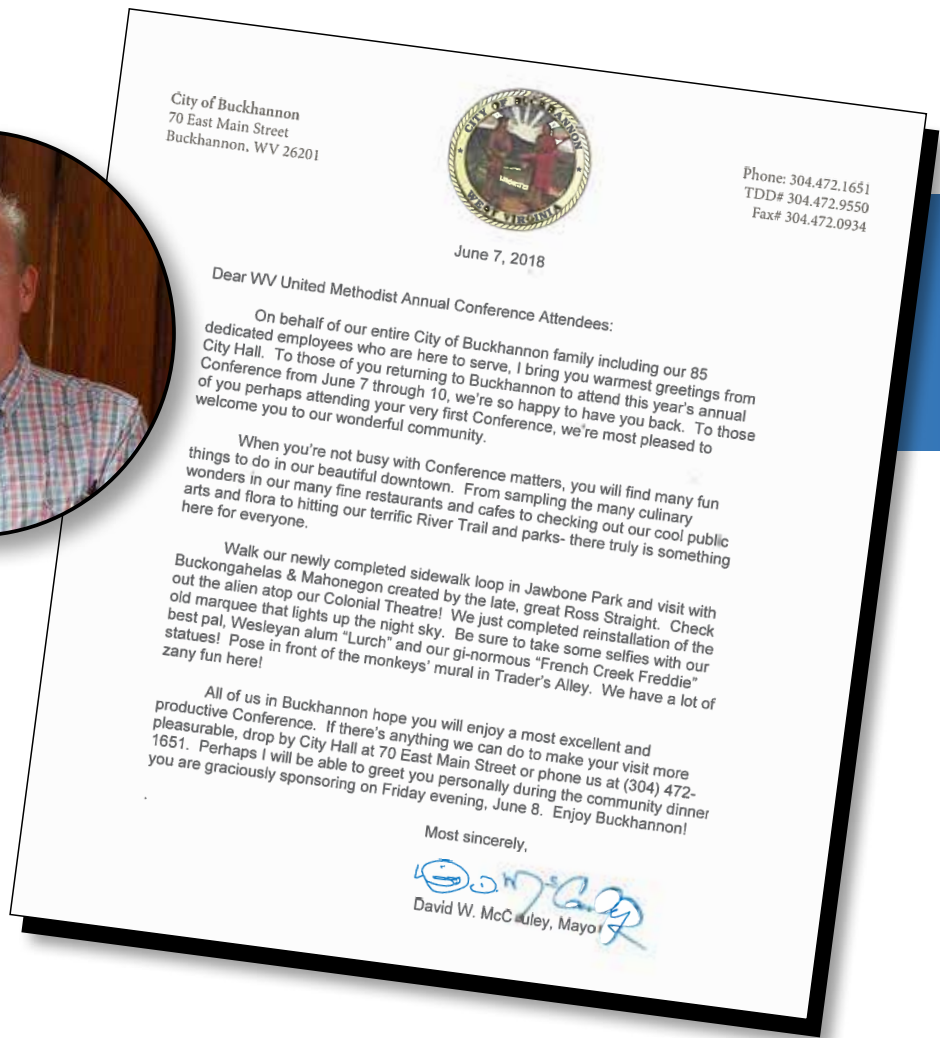 City of Buckhannon
70 East Main Street
Buckhannon, WV 26201
CITY OF BUCKHANNON
WEST VIRGINIA
Phone: 304.472.1651
TDD# 304.472.9550
Fax# 304.472.0934
June 7, 2018
Dear WV United Methodist Annual Conference Attendees:
On behalf of our entire City of Buckhannon family including our 85
dedicated employees who are here to serve, I bring you warmest greetings from
City Hall. To those of you returning to Buckhannon to attend this year's annual
Conference from June 7 through 10, we're so happy to have you back. To those
of you perhaps attending your very first Conference, we're most pleased to
welcome you to our wonderful community.
When you're not busy with Conference matters, you will find many fun
things to do in our beautiful downtown. From sampling the many culinary
wonders in our many fine restaurants and cafes to checking out our cool public
arts and flora to hitting our terrific River Trail and parks- there truly is something
here for everyone.
Walk our newly completed sidewalk loop in Jawbone Park and visit with
Buckongahelas & Mahonegon created by the late, great Ross Straight. Check
out the alien atop our Colonial Theatre! We just completed reinstallation of the
old marquee that lights up the night sky. Be sure to take some selfies with our
best pal, Wesleyan alum "Lurch" and our gi-normous "French Creek Freddie"
statues! Pose in front of the monkeys' mural in Trader's Alley. We have a lot of
zany fun here!
All of us in Buckhannon hope you will enjoy a most excellent and
productive Conference. If there's anything we can do to make your visit more
pleasurable, drop by City Hall at 70 East Main Street or phone us at (304) 472-
1651. Perhaps I will be able to greet you personally during the community dinner
you are graciously sponsoring on Friday evening, June 8. Enjoy Buckhannon!
Most sincerely,
David W. McCauley, Mayor